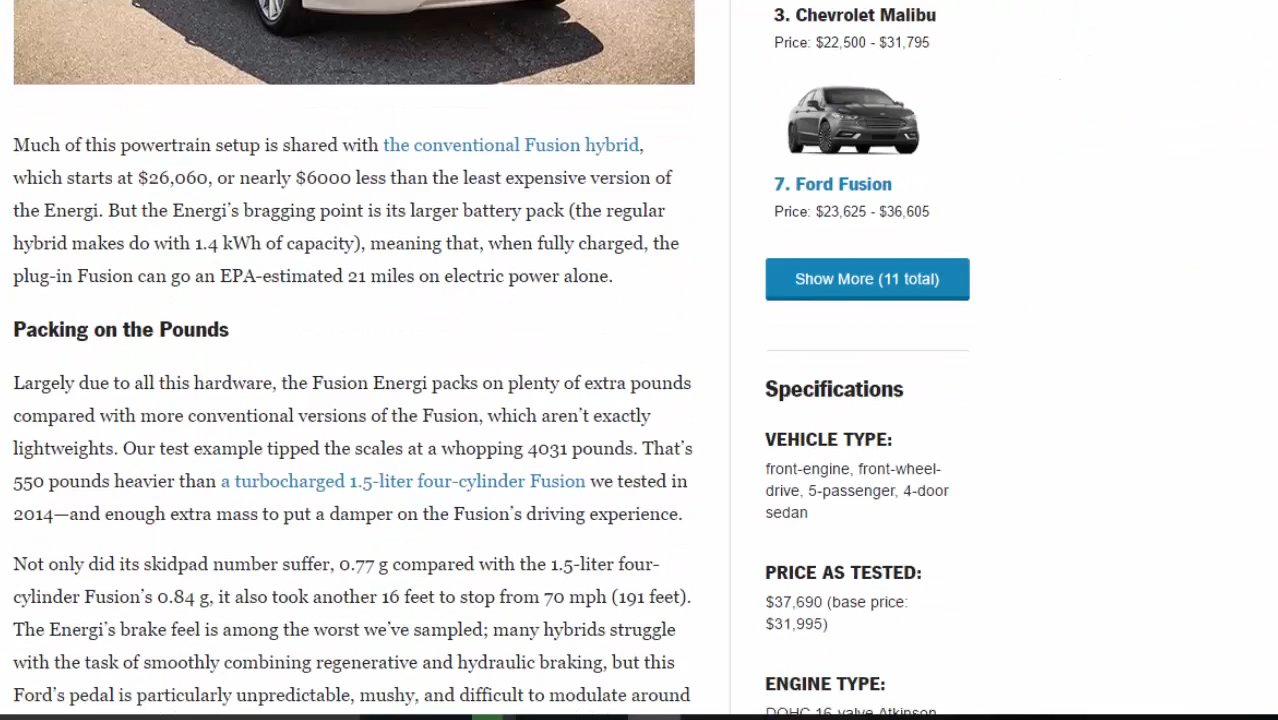 Much of this powertrain setup is shared with the conventional Fusion hybrid,
which starts at $26,060, or nearly $6000 less than the least expensive version of
the Energi. But the Energi’s bragging point is its larger battery pack (the regular
hybrid makes do with 1.4 kWh of capacity), meaning that, when fully charged, the
plug-in Fusion can go an EPA-estimated 21 miles on electric power alone.
Packing on the Pounds
Largely due to all this hardware, the Fusion Energi packs on plenty of extra pounds
compared with more conventional versions of the Fusion, which aren’t exactly
lightweights. Our test example tipped the scales at a whopping 4031 pounds. That’s
550 pounds heavier than a turbocharged 1.5-liter four-cylinder Fusion we tested in
2014—and enough extra mass to put a damper on the Fusion’s driving experience.
Not only did its skidpad number suffer, 0.77 g compared with the 1.5-liter four-
cylinder Fusion’s 0.84 g, it also took another 16 feet to stop from 70 mph (191 feet).
The Energi’s brake feel is among the worst we’ve sampled; many hybrids struggle
with the task of smoothly combining regenerative and hydraulic braking, but this
Ford’s pedal is particularly unpredictable, mushy, and difficult to modulate around
3. Chevrolet Malibu
Price: $22,500 - $31,795
7. Ford Fusion
Price: $23,625 - $36,605
Show More (11 total)
Specifications
VEHICLE TYPE:
front-engine, front-wheel-
drive, 5-passenger, 4-door
sedan
PRICE AS TESTED:
$37,690 (base price:
$31,995)
ENGINE TYPE:
DOHC 16-valve Atkinson